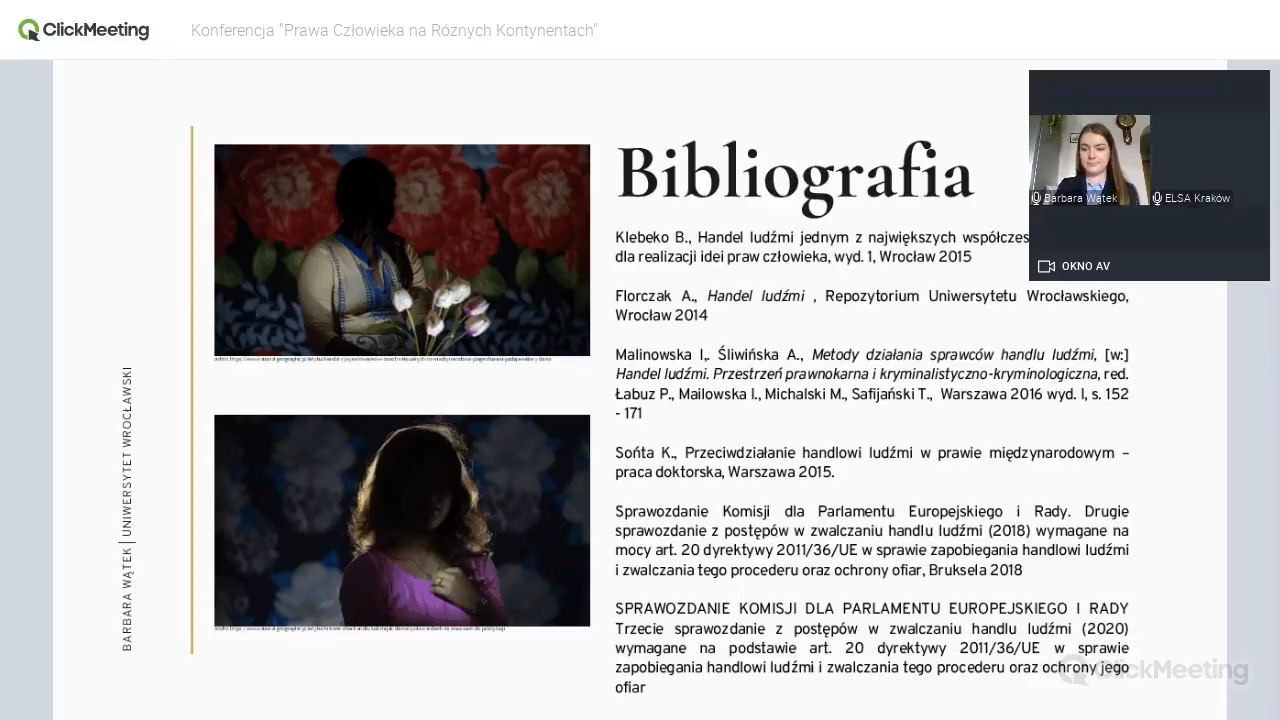 ClickMeeting
Konferencja "Prawa Człowieka na Różnych Kontynentach"
Bibliografia
Klebeko B., Handel ludźmi jednym z największych współczes
dla realizacji idei praw człowieka, wyd. 1, Wrocław 2015
Florczak A., Handel ludźmi , Repozytorium Uniwersytetu Wrocławskiego,
Wrocław 2014
Malinowska I,. Śliwińska A., Metody działania sprawców handlu ludźmi, [w:]
Handel ludźmi. Przestrzeń prawnokarna i kryminalistyczno-kryminologiczna, red.
Łabuz P., Mailowska I., Michalski M., Safijański T., Warszawa 2016 wyd. I, s. 152
- 171
Sońta K., Przeciwdziałanie handlowi ludźmi w prawie międzynarodowym –
praca doktorska, Warszawa 2015.
Sprawozdanie Komisji dla Parlamentu Europejskiego i Rady. Drugie
sprawozdanie z postępów w zwalczaniu handlu ludźmi (2018) wymagane na
mocy art. 20 dyrektywy 2011/36/UE w sprawie zapobiegania handlowi ludźmi
i zwalczania tego procederu oraz ochrony ofiar, Bruksela 2018
SPRAWOZDANIE KOMISJI DLA PARLAMENTU EUROPEJSKIEGO I RADY
Trzecie sprawozdanie z postępów w zwalczaniu handlu ludźmi (2020)
wymagane na podstawie art. 20 dyrektywy 2011/36/UE w sprawie
zapobiegania handlowi ludźmi i zwalczania tego procederu oraz ochrony jego
ofiar
BARBARA WĄTEK | UNIWERSYTET WROCŁAWSKI
Barbara Wątek
ELSA Kraków
OKNO AV
ClickMeeting